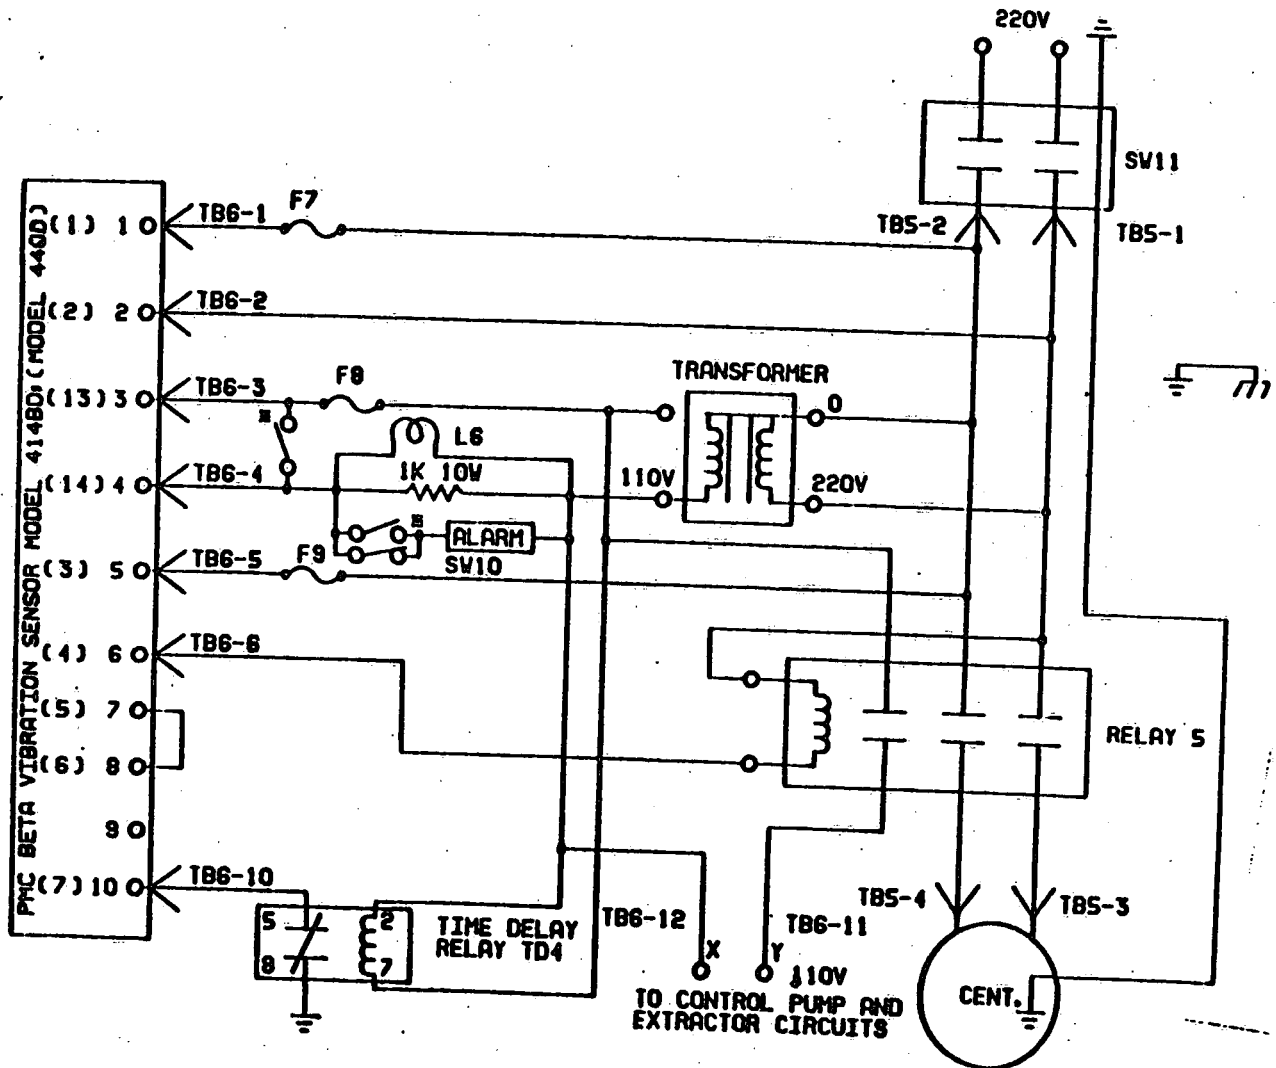 220V
SW11
TB5-2
TB5-1
PMC BETA VIBRATION SENSOR MODEL 414BD,(MODEL 440D)
(1) 1
TB6-1
F7
(2) 2
TB6-2
(13) 3
TB6-3
F8
TRANSFORMER
0
L6
1K 10W
(14) 4
TB6-4
110V
220V
ALARM
SW10
(3) 5
TB6-5
F9
(4) 6
TB6-6
(5) 7
(6) 8
9
(7) 10
TB6-10
RELAY 5
5
8
2
7
TIME DELAY
RELAY TD4
TB6-12
TB6-11
X
Y
110V
TO CONTROL PUMP AND
EXTRACTOR CIRCUITS
TB5-4
TB5-3
CENT.